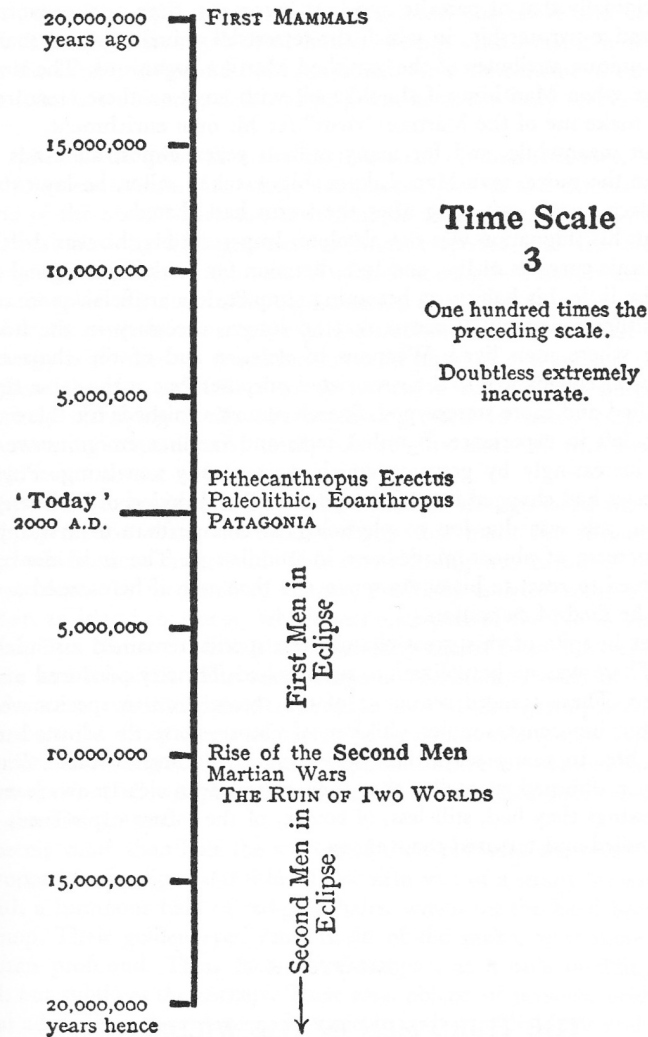 20,000,000
years ago
FIRST MAMMALS
15,000,000
Time Scale
3
10,000,000
One hundred times the
preceding scale.
Doubtless extremely
inaccurate.
5,000,000
Pithecanthropus Erectus
'Today'
Paleolithic, Eoanthropus
2000 A.D.
PATAGONIA
First Men in
Eclipse
5,000,000
10,000,000
Rise of the Second Men
Martian Wars
THE RUIN OF TWO WORLDS
Second Men in
Eclipse
15,000,000
20,000,000
years hence